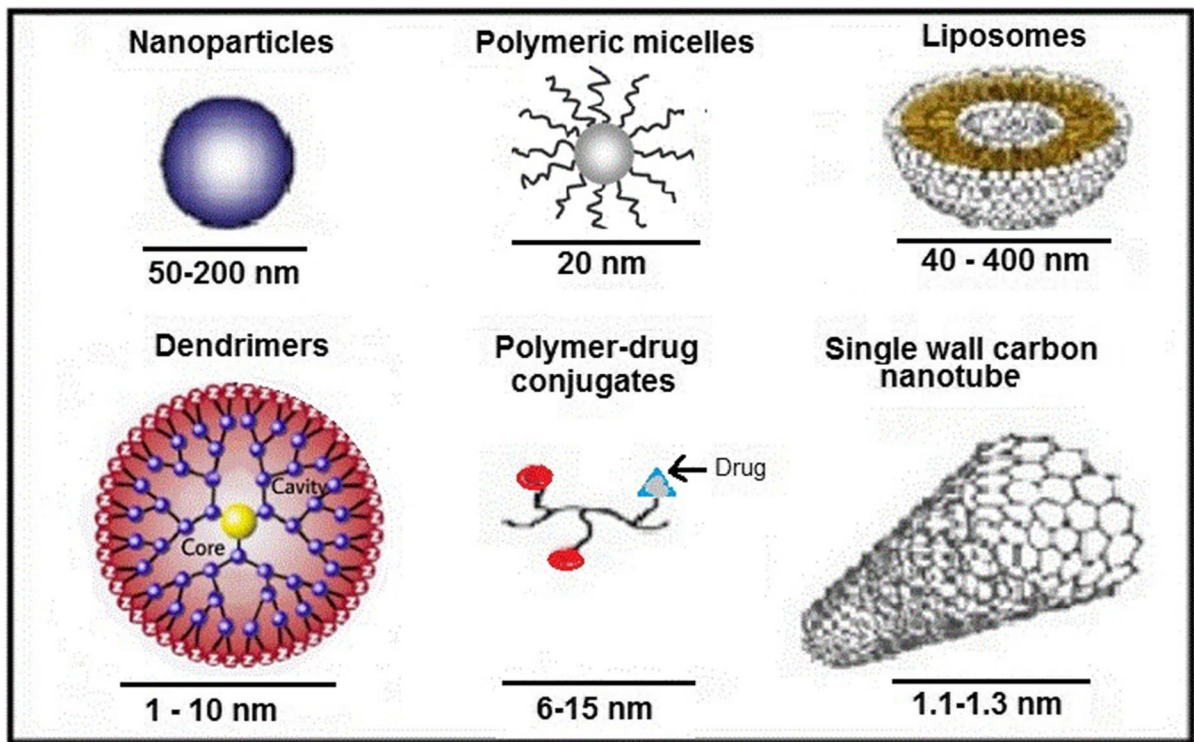 Nanoparticles
50-200 nm
Polymeric micelles
20 nm
Liposomes
40 - 400 nm
Dendrimers
Cavity
Core
1 - 10 nm
Polymer-drug
conjugates
Drug
6-15 nm
Single wall carbon
nanotube
1.1-1.3 nm